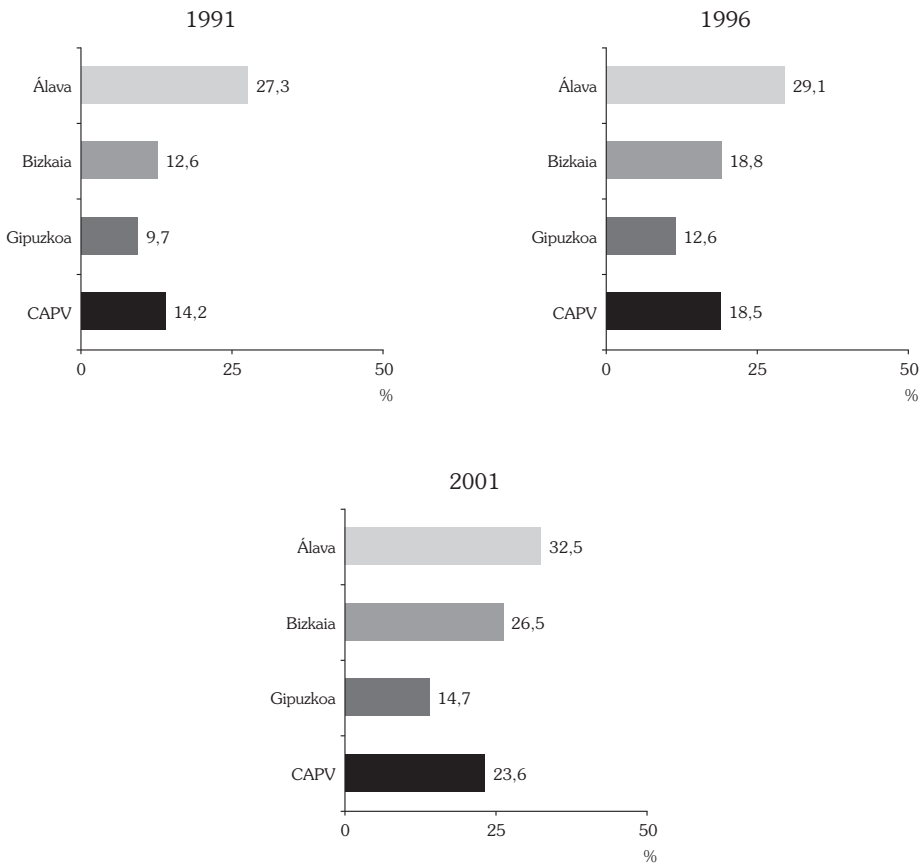 1991
Álava 27,3
Bizkaia 12,6
Gipuzkoa 9,7
CAPV 14,2
0 25 50
%
1996
Álava 29,1
Bizkaia 18,8
Gipuzkoa 12,6
CAPV 18,5
0 25 50
%
2001
Álava 32,5
Bizkaia 26,5
Gipuzkoa 14,7
CAPV 23,6
0 25 50
%